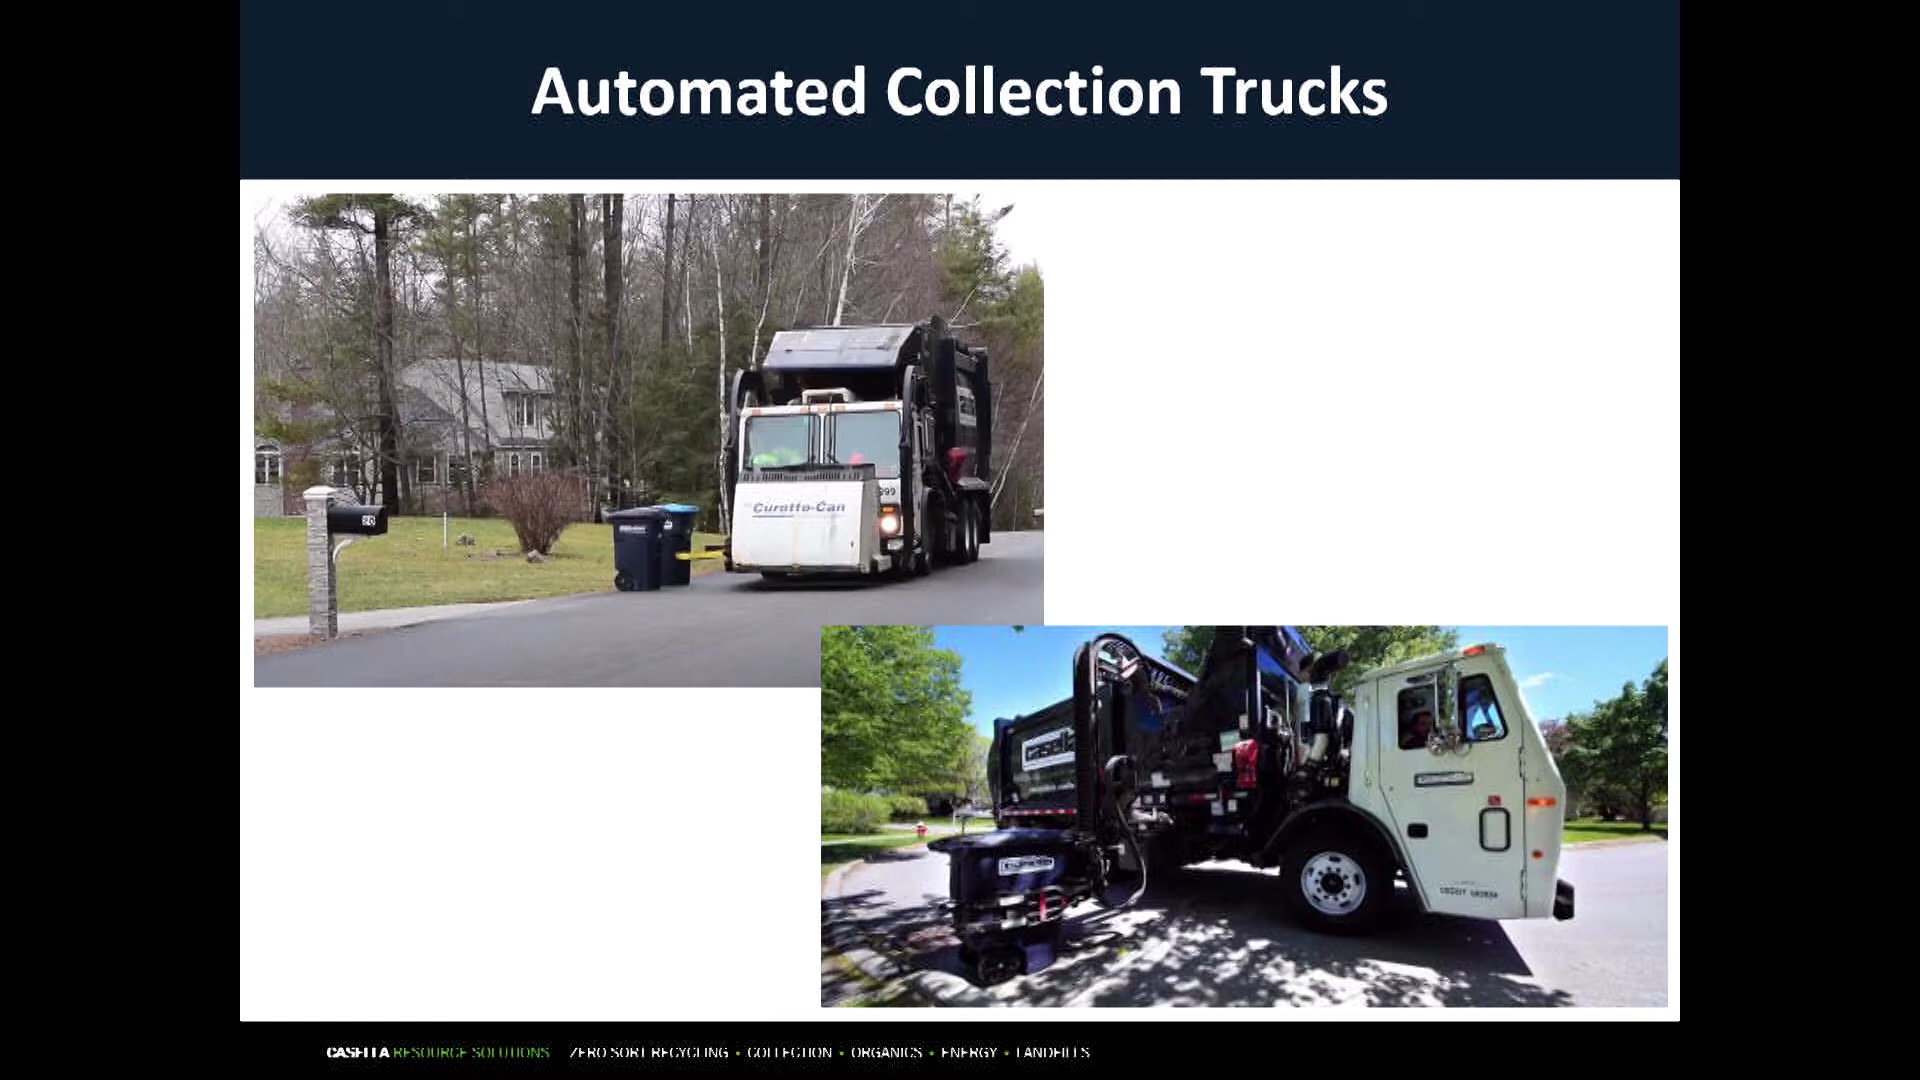 Automated Collection Trucks
Curotto-Can
casella
CASELLA RESOURCE SOLUTIONS ZERO SORT RECYCLING • COLLECTION • ORGANICS • ENERGY • LANDFILLS